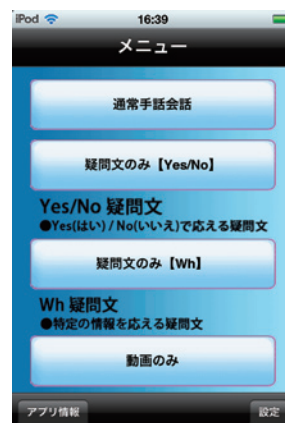 iPod 16:39
メニュー
通常手話会話
疑問文のみ【Yes/No】
Yes/No 疑問文
●Yes(はい) / No(いいえ)で応える疑問文
疑問文のみ【Wh】
Wh 疑問文
●特定の情報を応える疑問文
動画のみ
アプリ情報 設定